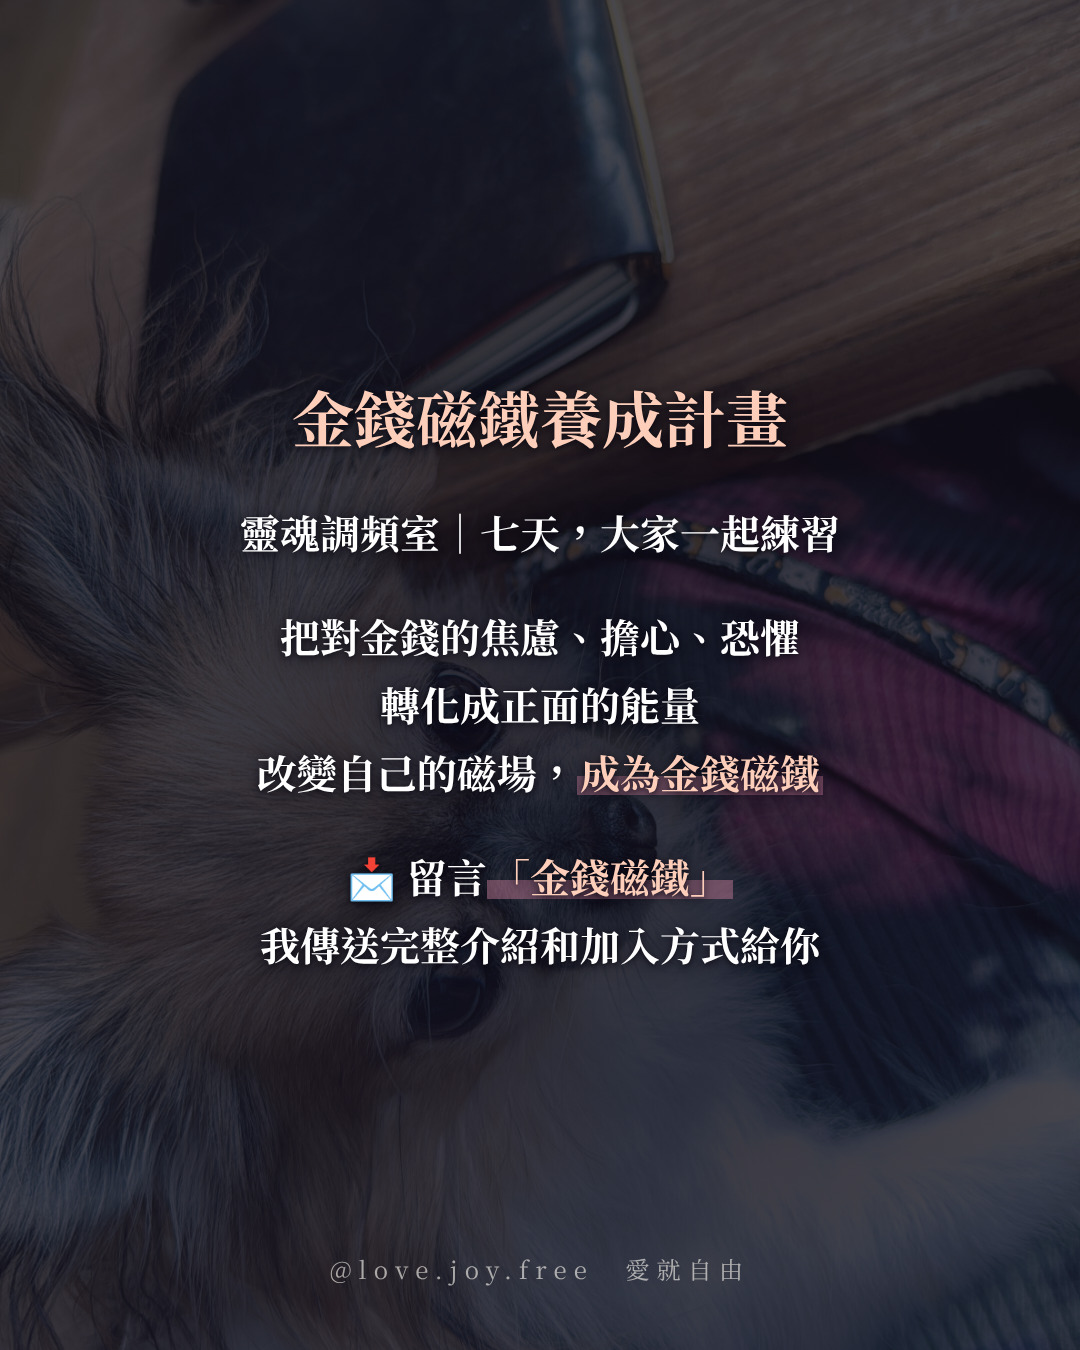 金錢磁鐵養成計畫
靈魂調頻室｜七天，大家一起練習
把對金錢的焦慮、擔心、恐懼
轉化成正面的能量
改變自己的磁場，成為金錢磁鐵
📩 留言「金錢磁鐵」
我傳送完整介紹和加入方式給你
@love.joy.free 愛就自由